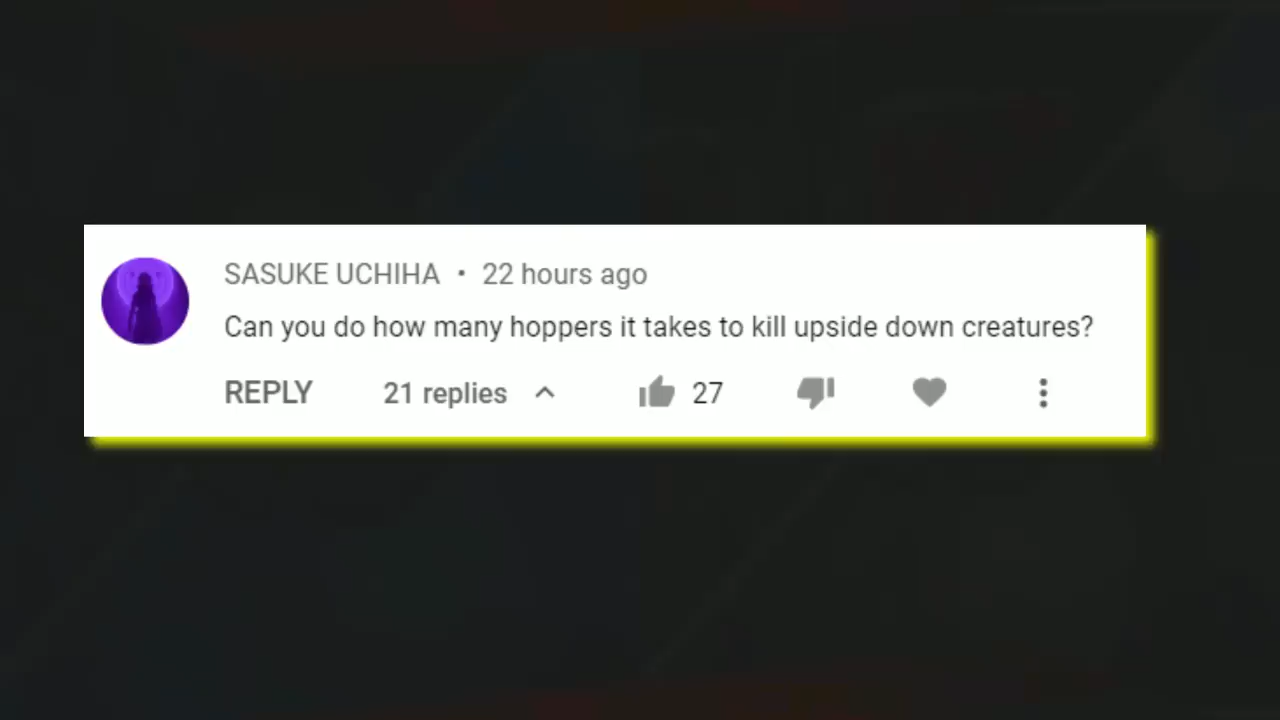 SASUKE UCHIHA • 22 hours ago
Can you do how many hoppers it takes to kill upside down creatures?
REPLY 21 replies 27